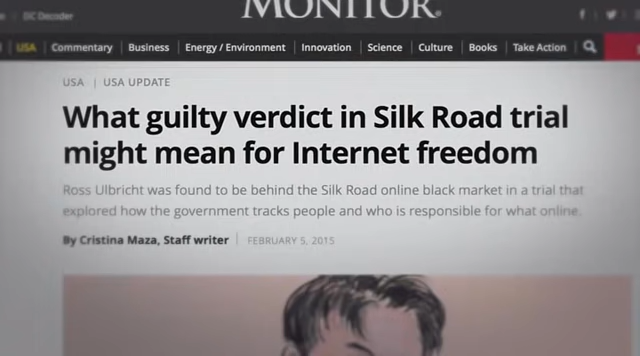 DC Decoder
MONITOR
USA Commentary Business Energy / Environment Innovation Science Culture Books Take Action
USA | USA UPDATE
What guilty verdict in Silk Road trial
might mean for Internet freedom
Ross Ulbricht was found to be behind the Silk Road online black market in a trial that
explored how the government tracks people and who is responsible for what online.
By Cristina Maza, Staff writer | FEBRUARY 5, 2015